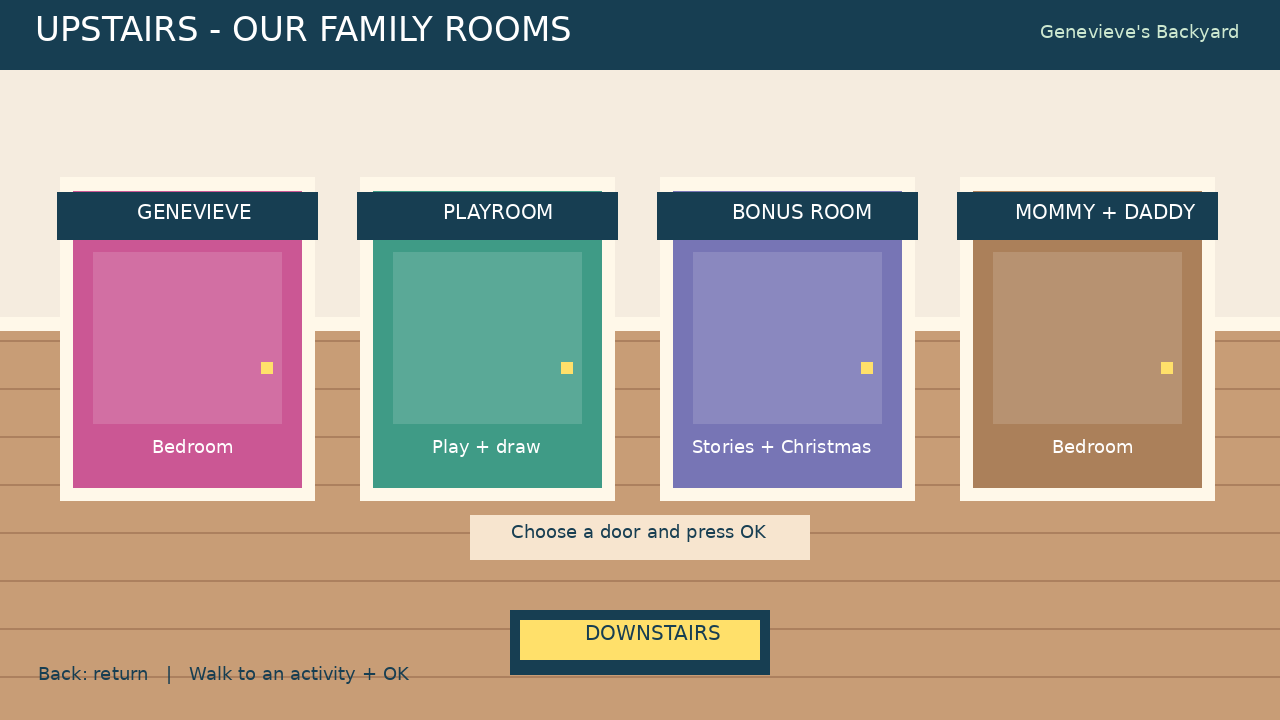 UPSTAIRS - OUR FAMILY ROOMS
Genevieve's Backyard
GENEVIEVE
PLAYROOM
BONUS ROOM
MOMMY + DADDY
Bedroom
Play + draw
Stories + Christmas
Bedroom
Choose a door and press OK
DOWNSTAIRS
Back: return | Walk to an activity + OK